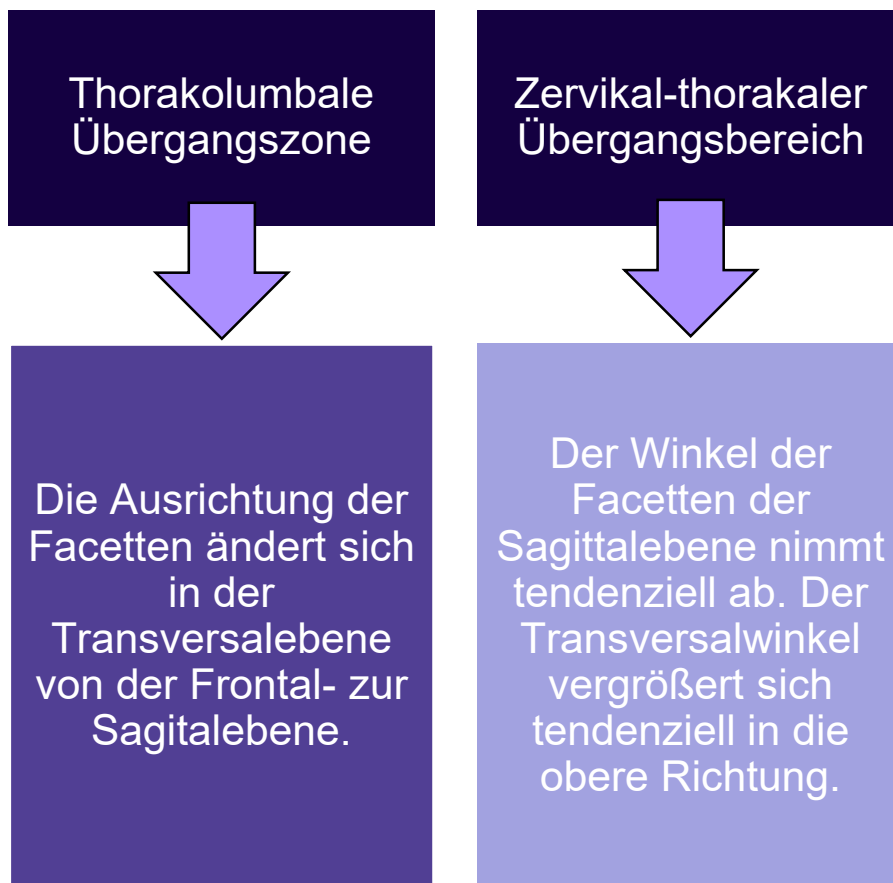 Thorakolumbale
Übergangszone
Zervikal-thorakaler
Übergangsbereich
Die Ausrichtung der
Facetten ändert sich
in der
Transversalebene
von der Frontal- zur
Sagitalebene.
Der Winkel der
Facetten der
Sagittalebene nimmt
tendenziell ab. Der
Transversalwinkel
vergrößert sich
tendenziell in die
obere Richtung.